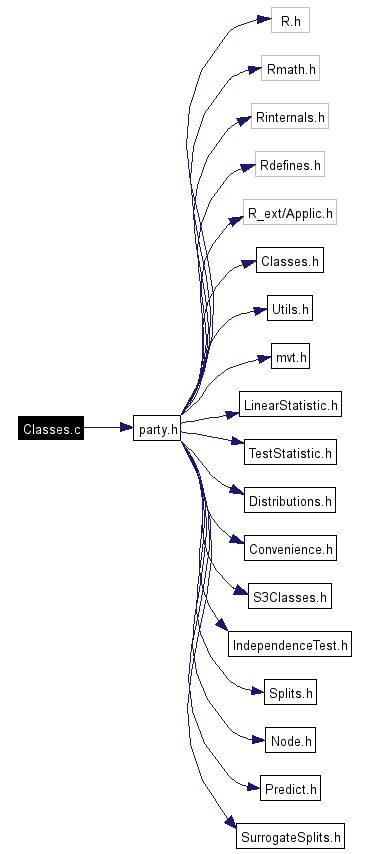 R.h
Rmath.h
Rinternals.h
Rdefines.h
R_ext/Applic.h
Classes.h
Utils.h
mvt.h
LinearStatistic.h
Classes.c
party.h
TestStatistic.h
Distributions.h
Convenience.h
S3Classes.h
IndependenceTest.h
Splits.h
Node.h
Predict.h
SurrogateSplits.h